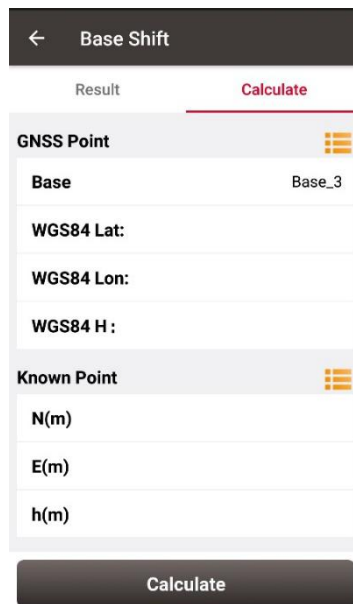 Base Shift
Result Calculate
GNSS Point
Base Base_3
WGS84 Lat:
WGS84 Lon:
WGS84 H :
Known Point
N(m)
E(m)
h(m)
Calculate